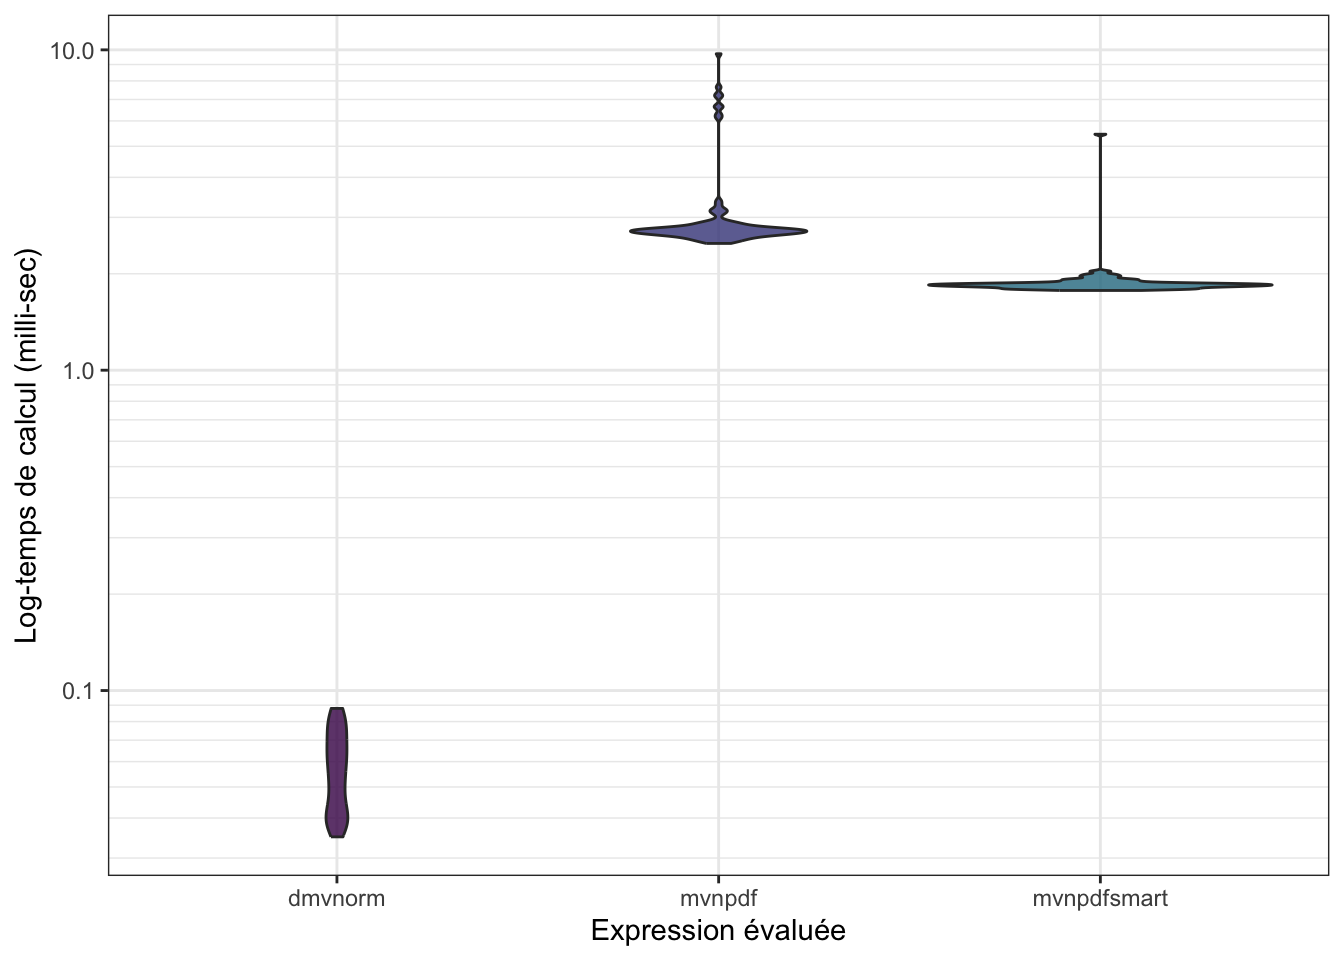 Log-temps de calcul (milli-sec)
10.0
1.0
0.1
dmvnorm mvnpdf mvnpdfsmart
Expression évaluée